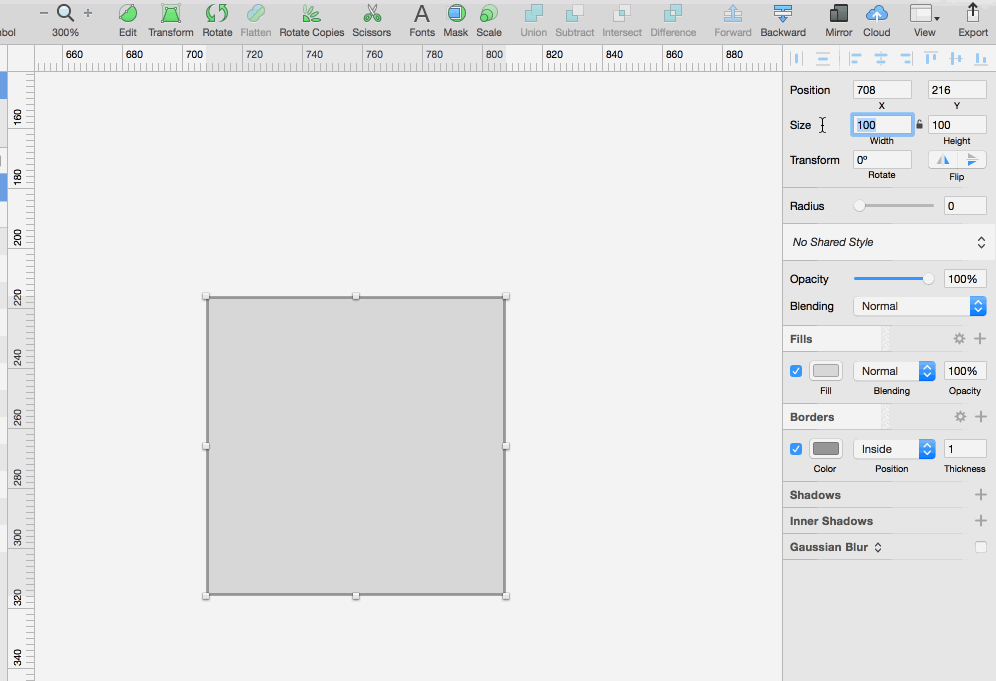 bol
300%
Edit
Transform
Rotate
Flatten
Rotate Copies
Scissors
Fonts
Mask
Scale
Union
Subtract
Intersect
Difference
Forward
Backward
Mirror
Cloud
View
Export
660 680 700 720 740 760 780 800 820 840 860 880
160
180
200
220
240
260
280
300
320
340
Position 708 216
X Y
Size 100 100
Width Height
Transform 0º
Rotate Flip
Radius 0
No Shared Style
Opacity 100%
Blending Normal
Fills
Normal 100%
Fill Blending Opacity
Borders
Inside 1
Color Position Thickness
Shadows
Inner Shadows
Gaussian Blur